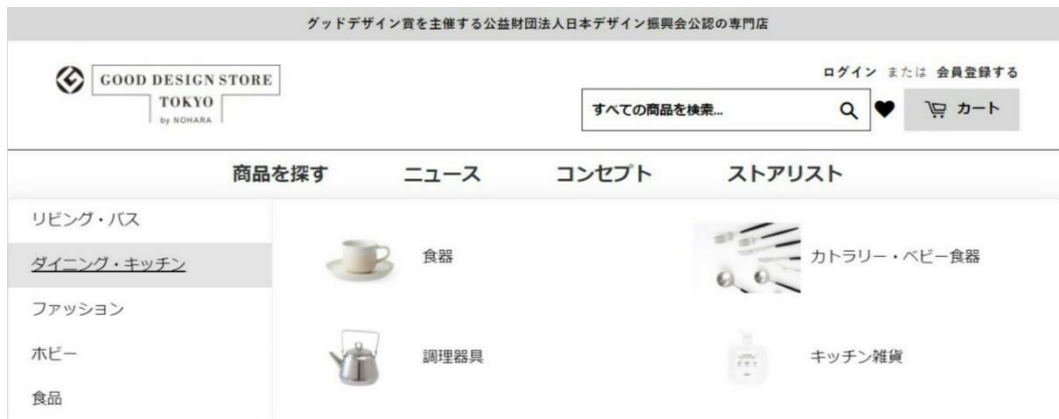 グッドデザイン賞を主催する公益財団法人日本デザイン振興会公認の専門店
GOOD DESIGN STORE
TOKYO
by NOHARA
ログイン または 会員登録する
すべての商品を検索...
カート
商品を探す ニュース コンセプト ストアリスト
リビング・バス
ダイニング・キッチン
ファッション
ホビー
食品
食器
カトラリー・ベビー食器
調理器具
キッチン雑貨